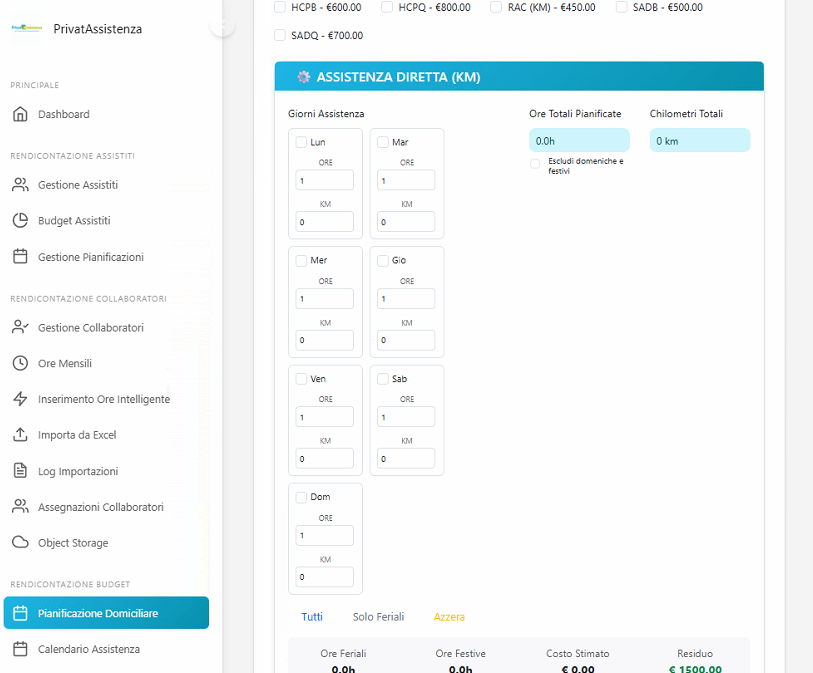 PrivatAssistenza
PRINCIPALE
Dashboard
RENDICONTAZIONE ASSISTITI
Gestione Assistiti
Budget Assistiti
Gestione Pianificazioni
RENDICONTAZIONE COLLABORATORI
Gestione Collaboratori
Ore Mensili
Inserimento Ore Intelligente
Importa da Excel
Log Importazioni
Assegnazioni Collaboratori
Object Storage
RENDICONTAZIONE BUDGET
Pianificazione Domiciliare
Calendario Assistenza
HCPB - €600.00 HCPQ - €800.00 RAC (KM) - €450.00 SADB - €500.00
SADQ - €700.00
ASSISTENZA DIRETTA (KM)
Giorni Assistenza
Lun Mar
ORE ORE
1 1
KM KM
0 0
Mer Gio
ORE ORE
1 1
KM KM
0 0
Ven Sab
ORE ORE
1 1
KM KM
0 0
Dom
ORE
1
KM
0
Ore Totali Pianificate Chilometri Totali
0.0h 0 km
Escludi domeniche e
festivi
Tutti Solo Feriali Azzera
Ore Feriali Ore Festive Costo Stimato Residuo
0.0h 0.0h € 0.00 € 1500.00